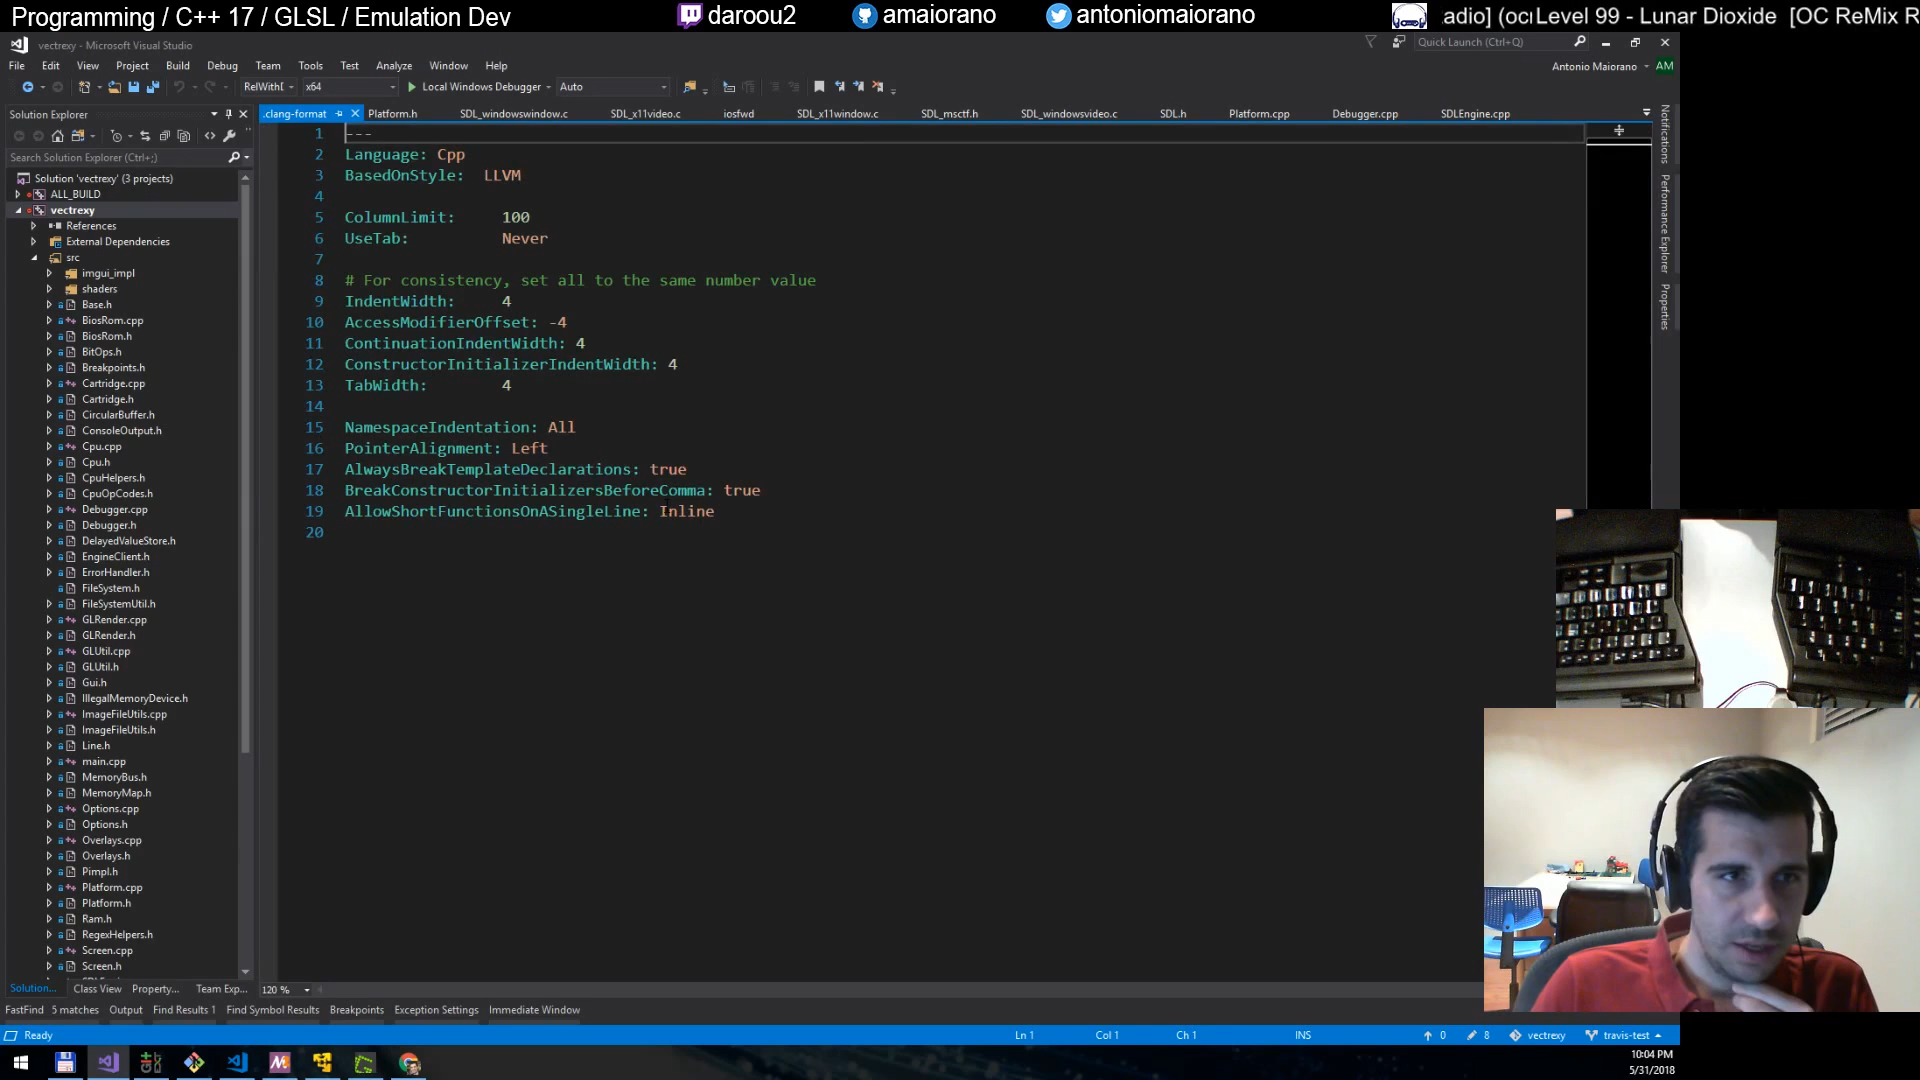 Programming / C++ 17 / GLSL / Emulation Dev
daroou2
amaiorano
antoniomaiorano
Level 99 - Lunar Dioxide [OC ReMix R
vectrexy - Microsoft Visual Studio
Quick Launch (Ctrl+Q)
File Edit View Project Build Debug Team Tools Test Analyze Window Help
Antonio Maiorano AM
x64 Local Windows Debugger Auto
Solution Explorer
.clang-format Platform.h SDL_windowswindow.c SDL_x11video.c iosfwd SDL_x11window.c SDL_msctf.h SDL_windowsvideo.c SDL.h Platform.cpp Debugger.cpp SDLEngine.cpp
Search Solution Explorer (Ctrl+;)
Solution 'vectrexy' (3 projects)
ALL_BUILD
vectrexy
References
External Dependencies
src
imgui_impl
shaders
Base.h
BiosRom.cpp
BiosRom.h
BitOps.h
Breakpoints.h
Cartridge.cpp
Cartridge.h
CircularBuffer.h
ConsoleOutput.h
Cpu.cpp
Cpu.h
CpuHelpers.h
CpuOpCodes.h
Debugger.cpp
Debugger.h
DelayedValueStore.h
EngineClient.h
ErrorHandler.h
FileSystem.h
FileSystemUtil.h
GLRender.cpp
GLRender.h
GLUtil.cpp
GLUtil.h
Gui.h
IllegalMemoryDevice.h
ImageFileUtils.cpp
ImageFileUtils.h
Line.h
main.cpp
MemoryBus.h
MemoryMap.h
Options.cpp
Options.h
Overlays.cpp
Overlays.h
Pimpl.h
Platform.cpp
Platform.h
Ram.h
RegexHelpers.h
Screen.cpp
Screen.h
1 ---
2 Language: Cpp
3 BasedOnStyle: LLVM
4
5 ColumnLimit: 100
6 UseTab: Never
7
8 # For consistency, set all to the same number value
9 IndentWidth: 4
10 AccessModifierOffset: -4
11 ContinuationIndentWidth: 4
12 ConstructorInitializerIndentWidth: 4
13 TabWidth: 4
14
15 NamespaceIndentation: All
16 PointerAlignment: Left
17 AlwaysBreakTemplateDeclarations: true
18 BreakConstructorInitializersBeforeComma: true
19 AllowShortFunctionsOnASingleLine: Inline
20
Notifications
Performance Explorer
Properties
Solution... Class View Property... Team Exp...
120 %
FastFind 5 matches Output Find Results 1 Find Symbol Results Breakpoints Exception Settings Immediate Window
Ready Ln 1 Col 1 Ch 1 INS 0 8 vectrexy travis-test
10:04 PM
5/31/2018